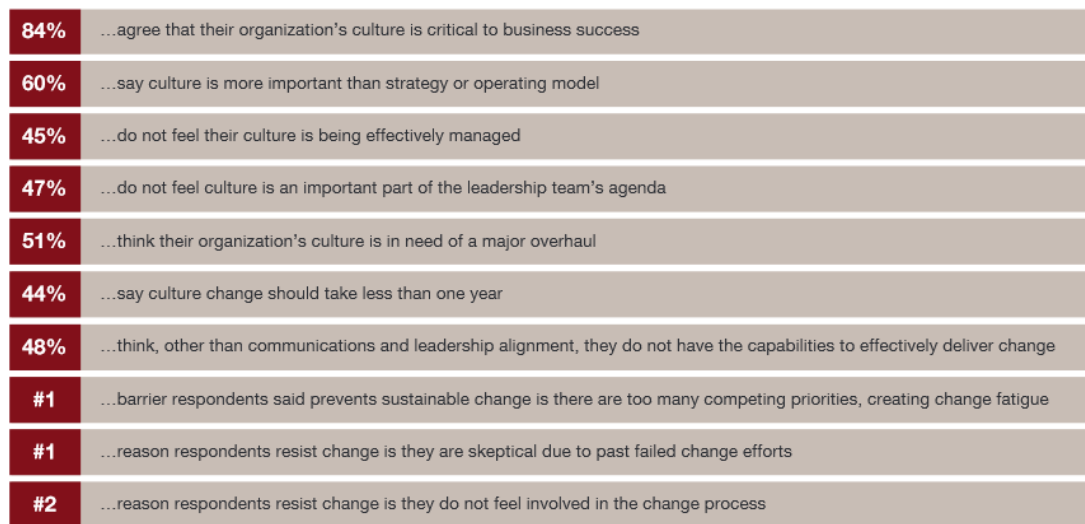 84% …agree that their organization’s culture is critical to business success
60% …say culture is more important than strategy or operating model
45% …do not feel their culture is being effectively managed
47% …do not feel culture is an important part of the leadership team’s agenda
51% …think their organization’s culture is in need of a major overhaul
44% …say culture change should take less than one year
48% …think, other than communications and leadership alignment, they do not have the capabilities to effectively deliver change
#1 …barrier respondents said prevents sustainable change is there are too many competing priorities, creating change fatigue
#1 …reason respondents resist change is they are skeptical due to past failed change efforts
#2 …reason respondents resist change is they do not feel involved in the change process